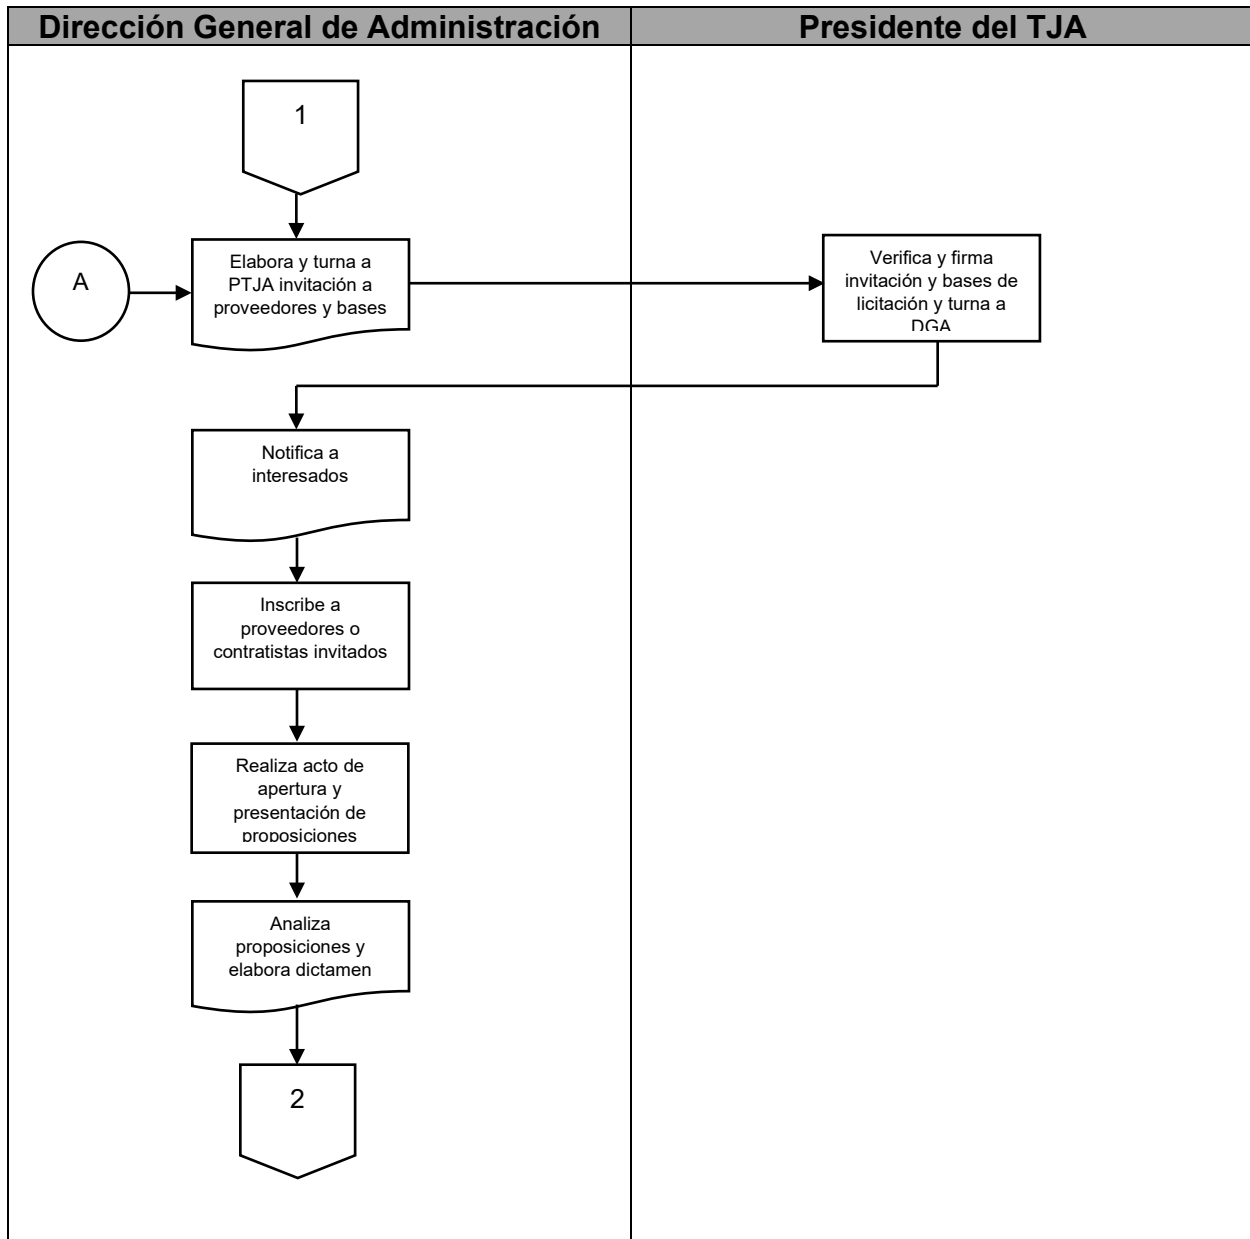 Dirección General de Administración
Presidente del TJA
1
A
Elabora y turna a
PTJA invitación a
proveedores y bases
Verifica y firma
invitación y bases de
licitación y turna a
DGA
Notifica a
interesados
Inscribe a
proveedores o
contratistas invitados
Realiza acto de
apertura y
presentación de
proposiciones
Analiza
proposiciones y
elabora dictamen
2